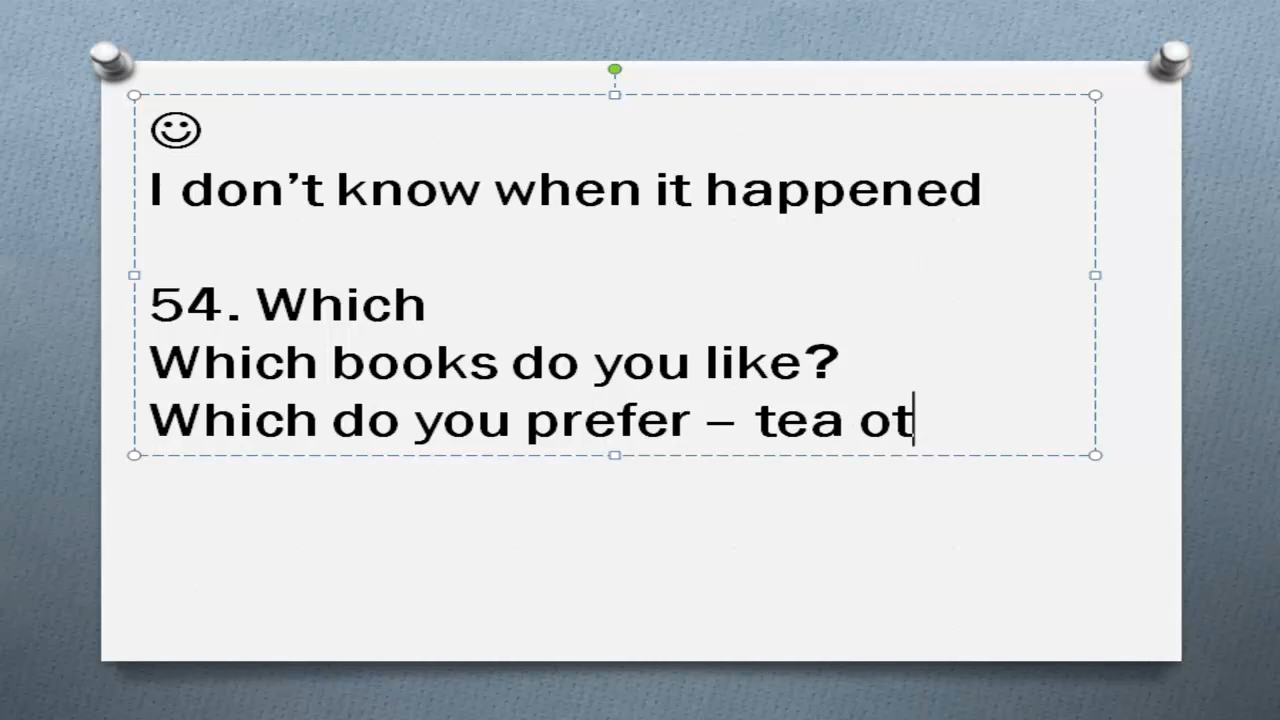 ☺
I don’t know when it happened
54. Which
Which books do you like?
Which do you prefer – tea ot